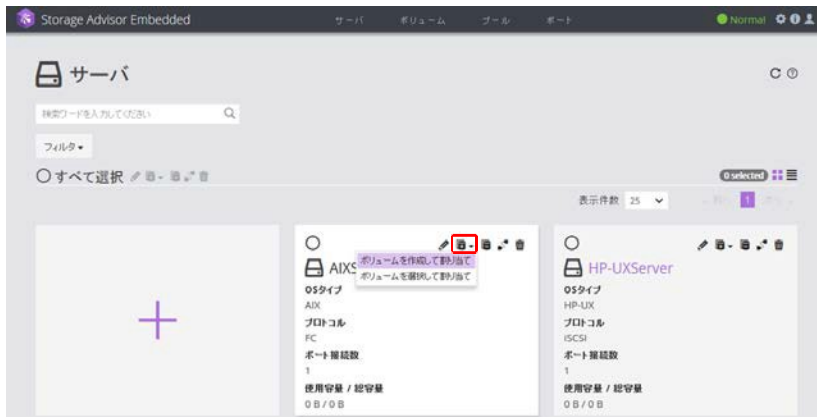 Storage Advisor Embedded サーバ ボリューム プール ポート Normal
サーバ
検索ワードを入力してください
フィルタ
すべて選択 0 selected
表示件数 25 1
AIXS HP-UXServer
ボリュームを作成して割り当て
ボリュームを選択して割り当て
OSタイプ OSタイプ
AIX HP-UX
プロトコル プロトコル
FC iSCSI
ポート接続数 ポート接続数
1 1
使用容量 / 総容量 使用容量 / 総容量
0 B / 0 B 0 B / 0 B